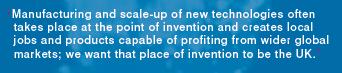 "Manufacturing and scale-up of new technologies often
takes place at the point of invention and creates local
jobs and products capable of profiting from wider global
markets; we want that place of invention to be the UK."